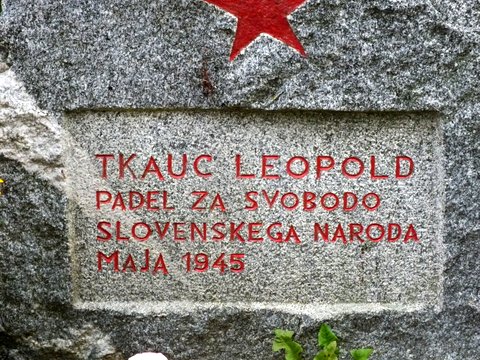 TKAUC LEOPOLD
PADEL ZA SVOBODO
SLOVENSKEGA NARODA
MAJA 1945